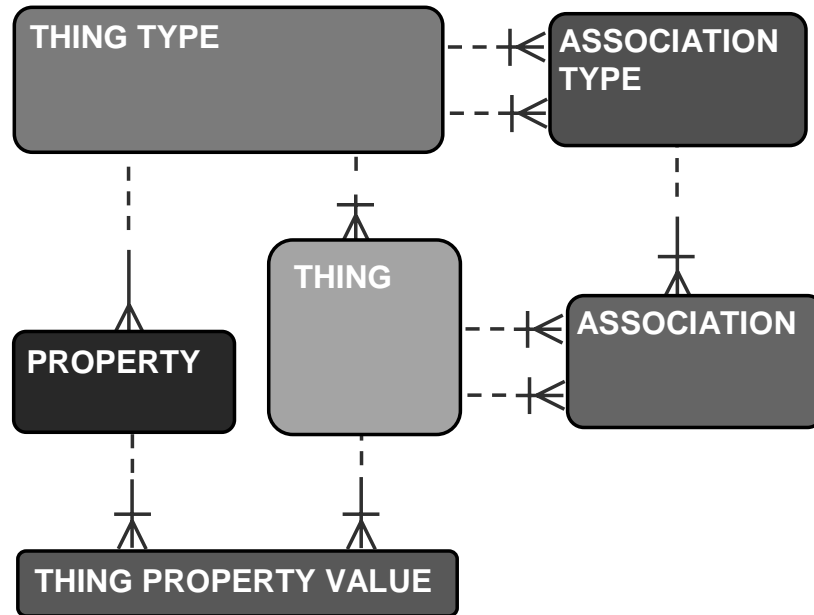 THING TYPE
ASSOCIATION
TYPE
THING
ASSOCIATION
PROPERTY
THING PROPERTY VALUE